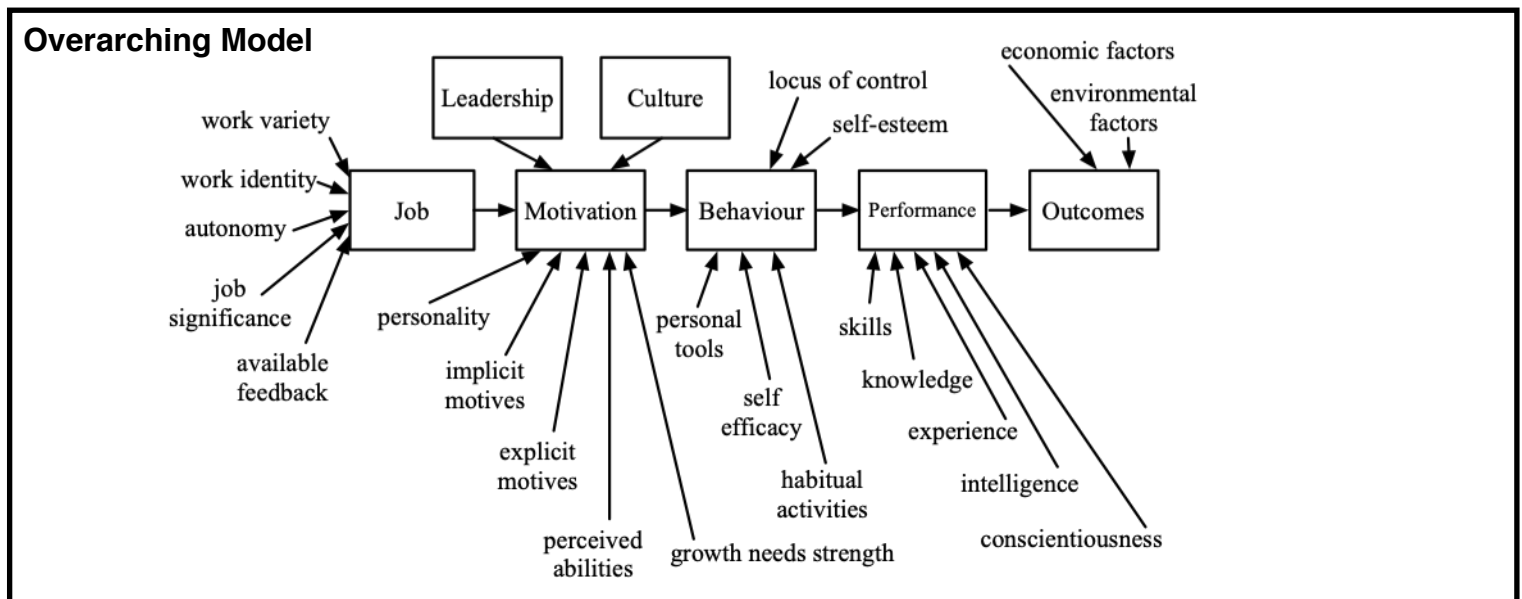 Overarching Model
economic factors
Leadership
Culture
locus of control
environmental
factors
work variety
self-esteem
work identity
Job
Motivation
Behaviour
Performance
Outcomes
autonomy
job
significance
personality
personal
tools
skills
available
feedback
implicit
motives
knowledge
self
efficacy
experience
explicit
motives
habitual
activities
intelligence
perceived
abilities
growth needs strength
conscientiousness